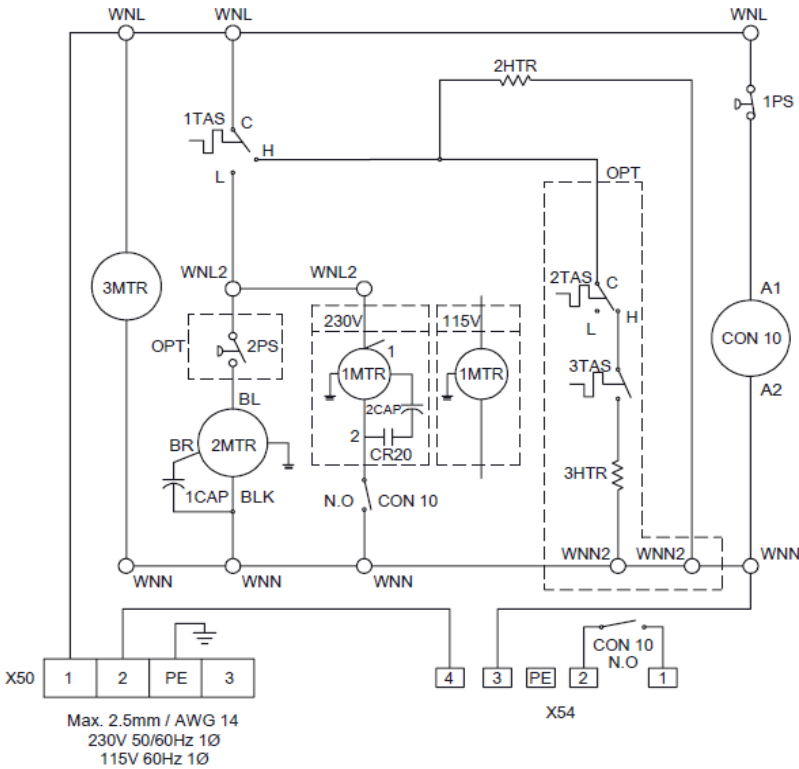 WNL WNL WNL
2HTR
1PS
1TAS C
H
L
OPT
WNL2 WNL2
2TAS C
L H
3MTR
230V 115V
A1
CON 10
A2
OPT 2PS
1
1MTR 1MTR
3TAS
2CAP
BL
BR 2MTR
2
CR20
1CAP BLK
N.O CON 10
3HTR
WNN2 WNN2 WNN
WNN WNN WNN
CON 10
N.O
X50 1 2 PE 3
4 3 PE 2 1
X54
Max. 2.5mm / AWG 14
230V 50/60Hz 1Ø
115V 60Hz 1Ø